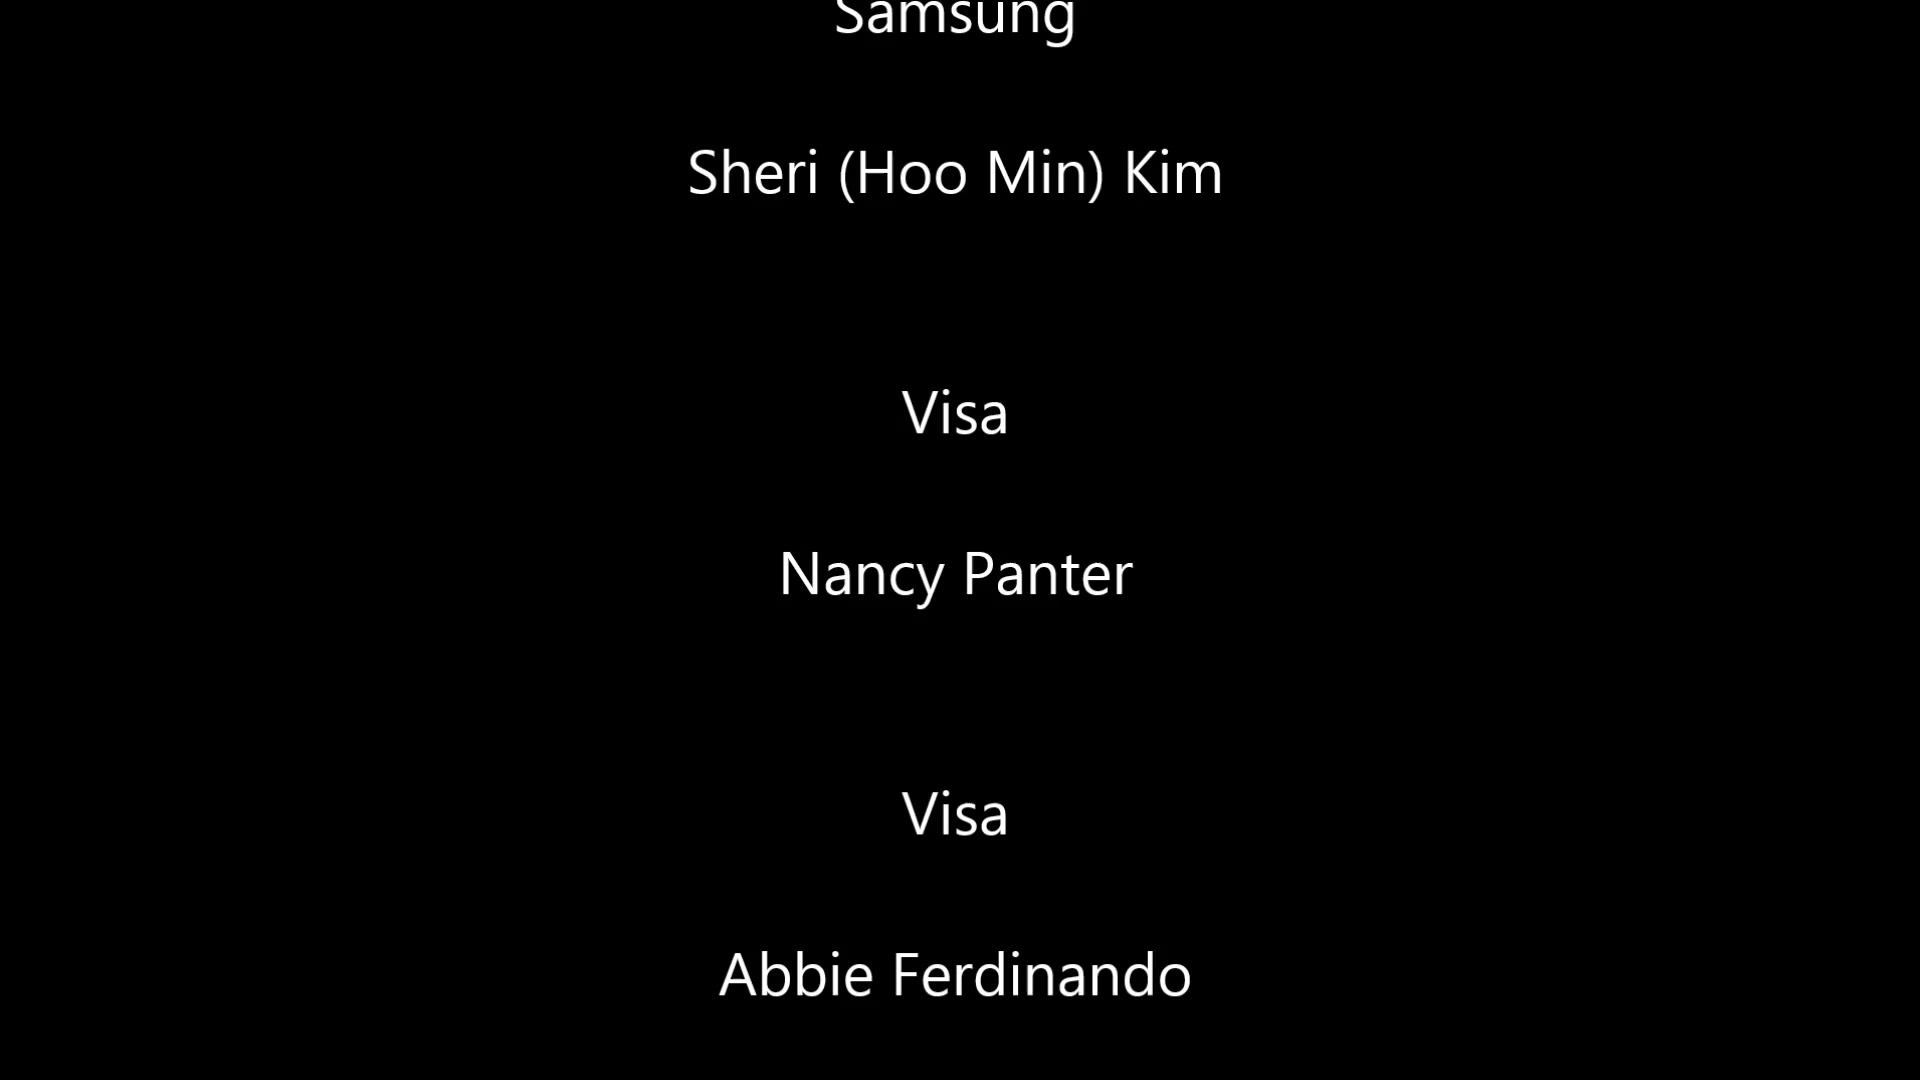 Samsung
Sheri (Hoo Min) Kim
Visa
Nancy Panter
Visa
Abbie Ferdinando